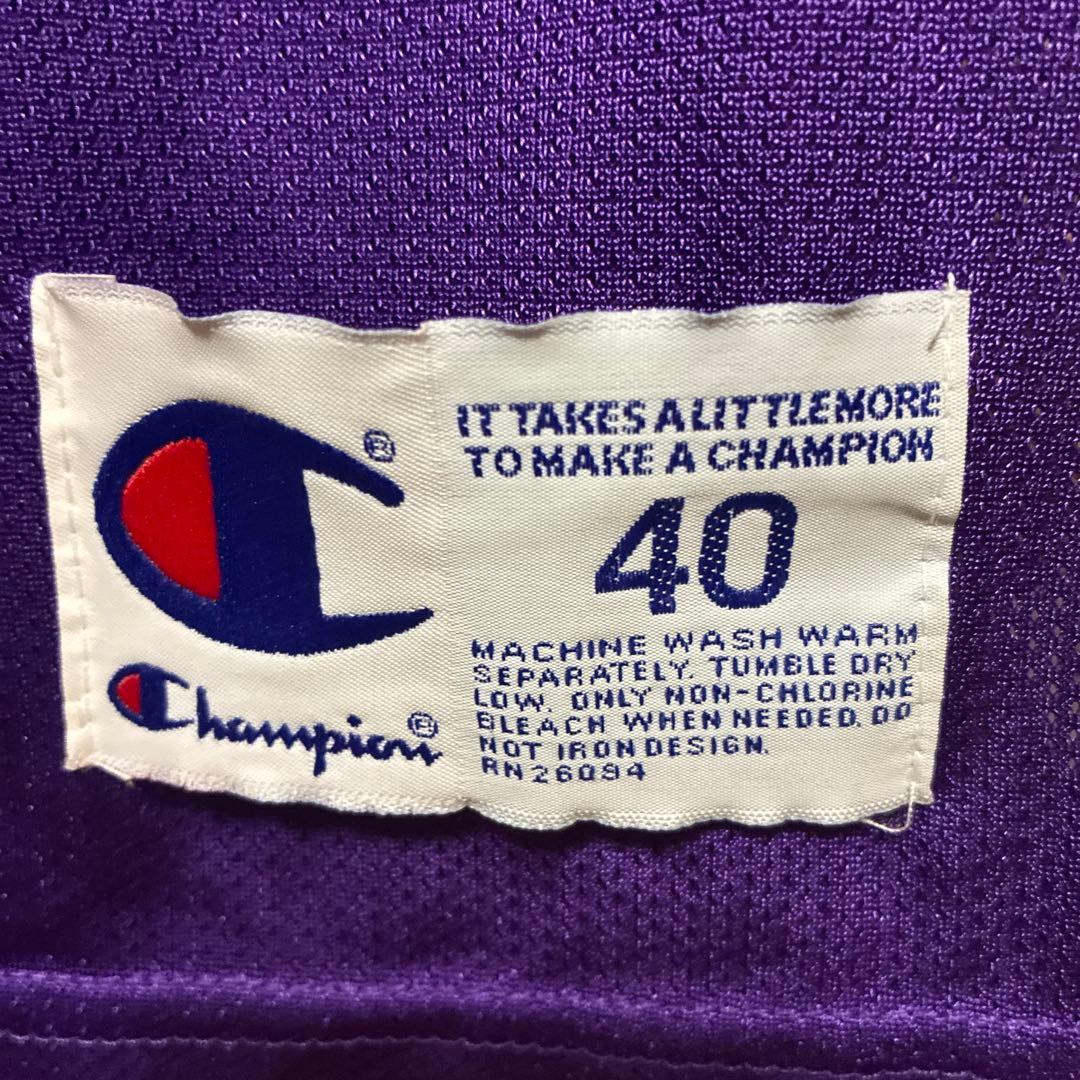 Champion
IT TAKES A LITTLE MORE
TO MAKE A CHAMPION
40
MACHINE WASH WARM
SEPARATELY. TUMBLE DRY
LOW. ONLY NON-CHLORINE
BLEACH WHEN NEEDED. DO
NOT IRON DESIGN.
RN 26094